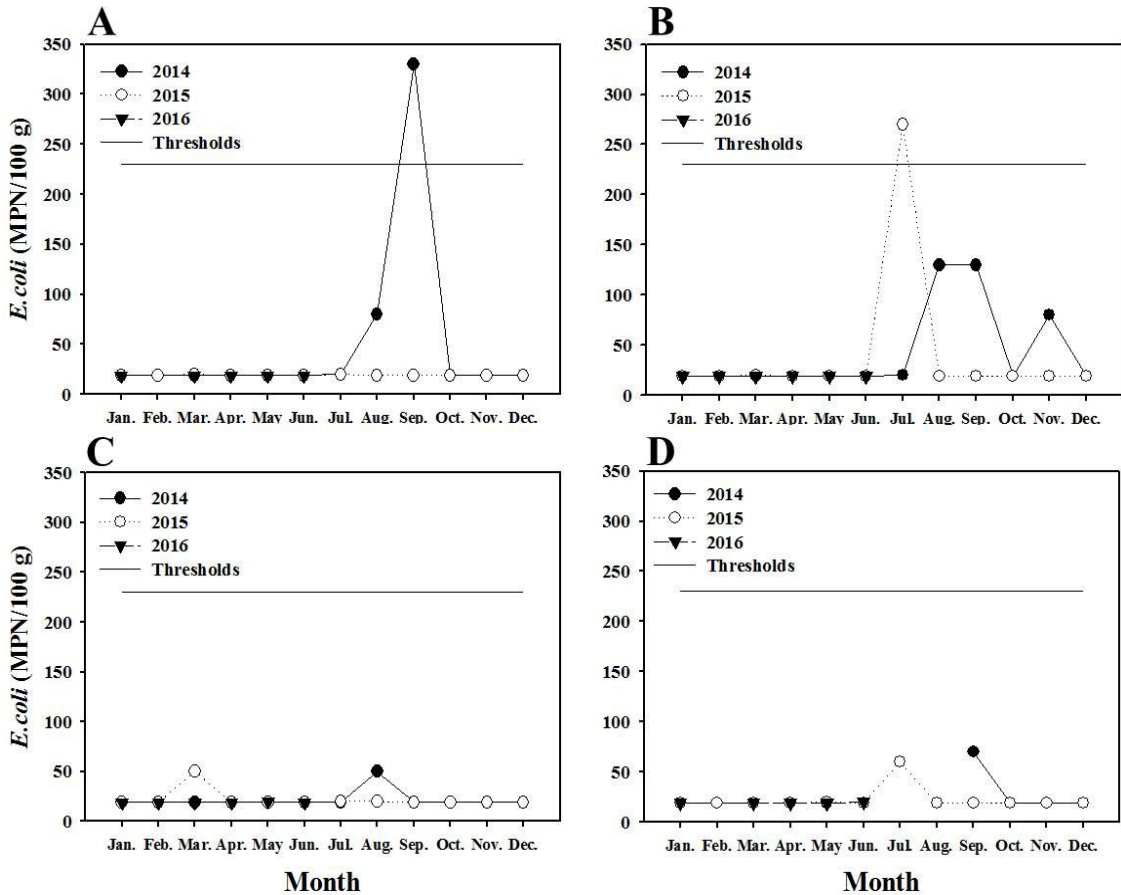 A
350
300
250
200
150
100
50
0
E.coli (MPN/100 g)
2014
2015
2016
Thresholds
Jan. Feb. Mar. Apr. May Jun. Jul. Aug. Sep. Oct. Nov. Dec.
B
350
300
250
200
150
100
50
0
2014
2015
2016
Thresholds
Jan. Feb. Mar. Apr. May Jun. Jul. Aug. Sep. Oct. Nov. Dec.
C
350
300
250
200
150
100
50
0
E.coli (MPN/100 g)
2014
2015
2016
Thresholds
Jan. Feb. Mar. Apr. May Jun. Jul. Aug. Sep. Oct. Nov. Dec.
Month
D
350
300
250
200
150
100
50
0
2014
2015
2016
Thresholds
Jan. Feb. Mar. Apr. May Jun. Jul. Aug. Sep. Oct. Nov. Dec.
Month